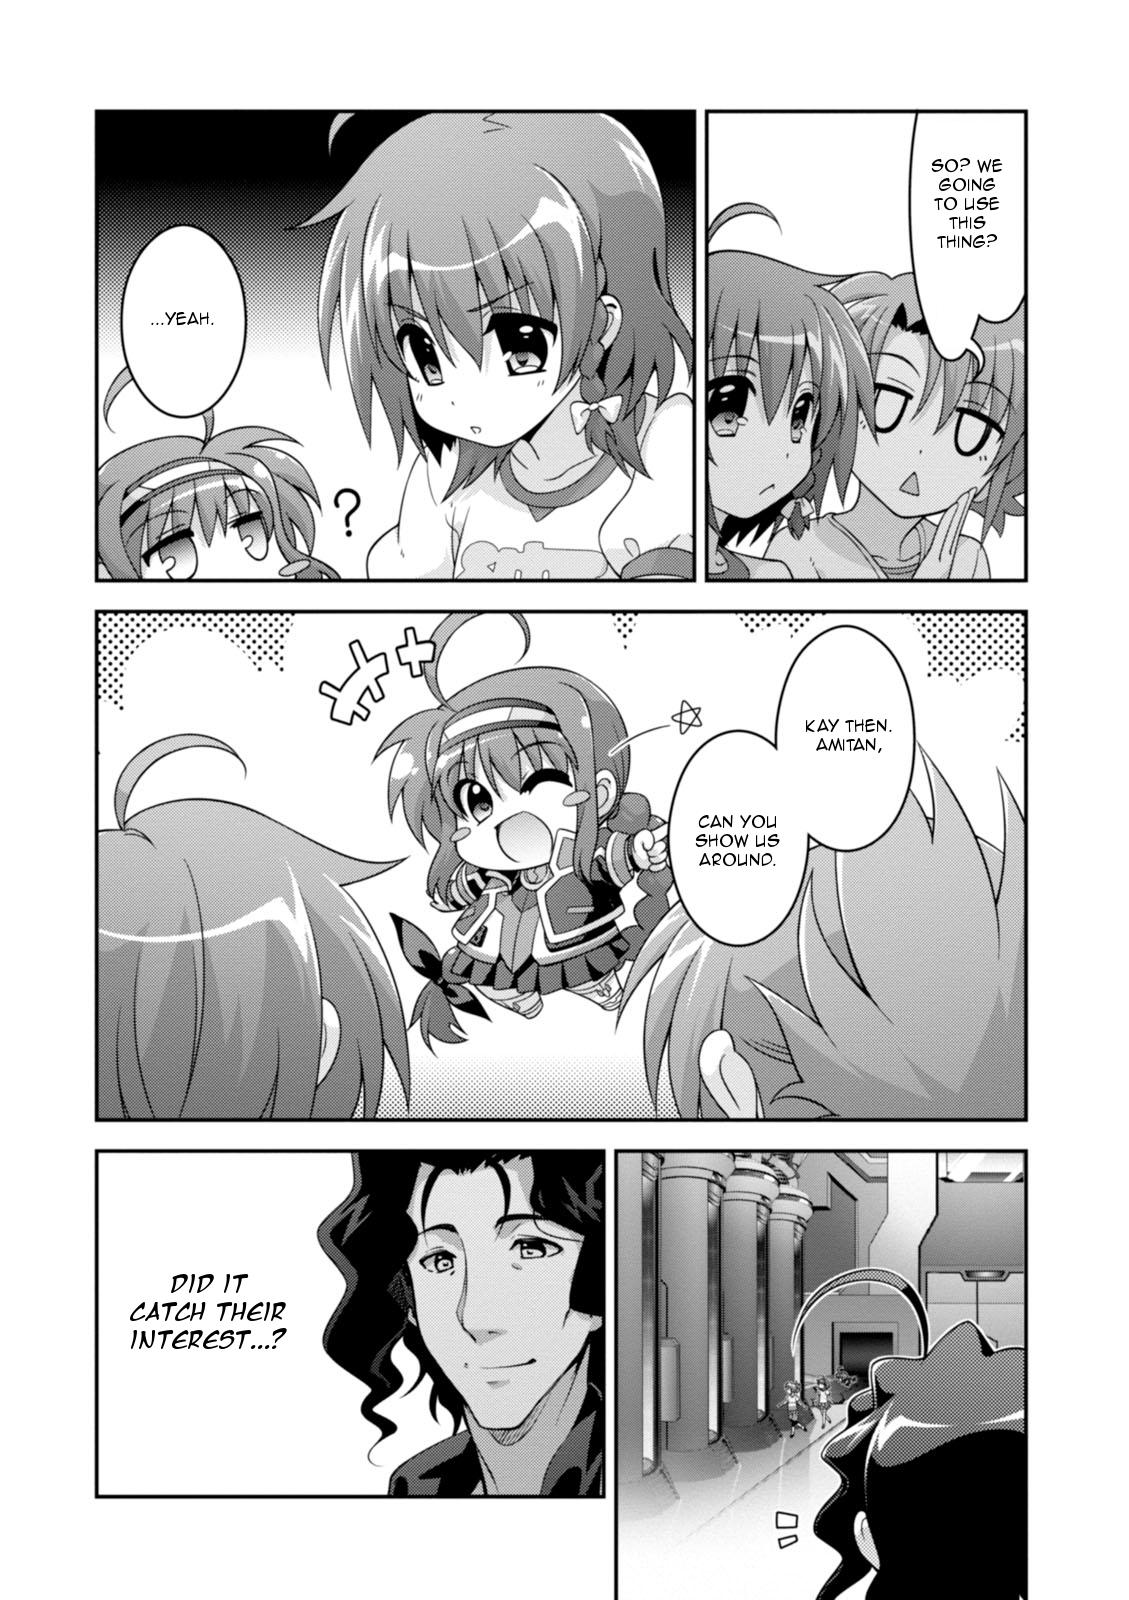 SO? WE
GOING
TO USE
THIS
THING?
...YEAH.
?
KAY THEN.
AMITAN,
CAN YOU
SHOW US
AROUND.
DID IT
CATCH THEIR
INTEREST...?